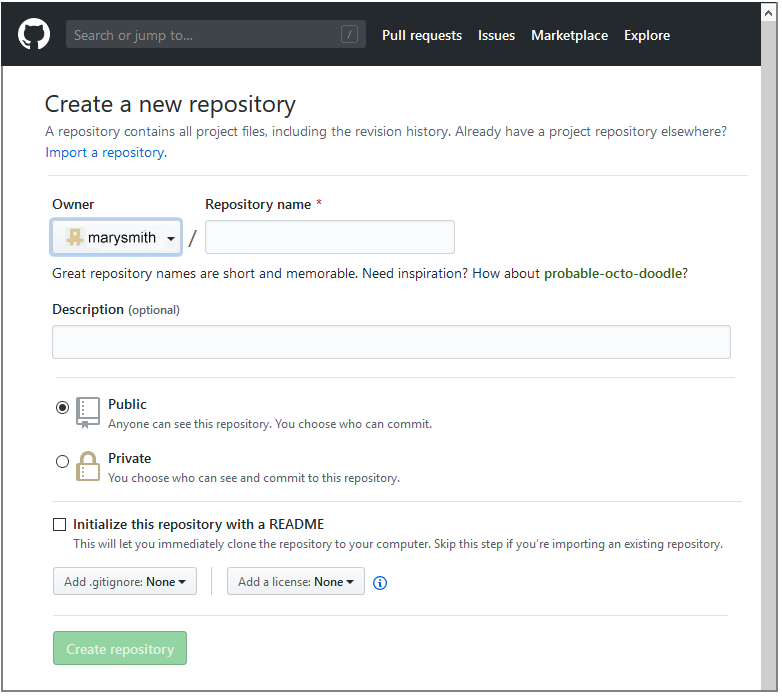 Search or jump to... /
Pull requests Issues Marketplace Explore
Create a new repository
A repository contains all project files, including the revision history. Already have a project repository elsewhere?
Import a repository.
Owner Repository name *
marysmith /
Great repository names are short and memorable. Need inspiration? How about probable-octo-doodle?
Description (optional)
Public
Anyone can see this repository. You choose who can commit.
Private
You choose who can see and commit to this repository.
Initialize this repository with a README
This will let you immediately clone the repository to your computer. Skip this step if you’re importing an existing repository.
Add .gitignore: None Add a license: None i
Create repository